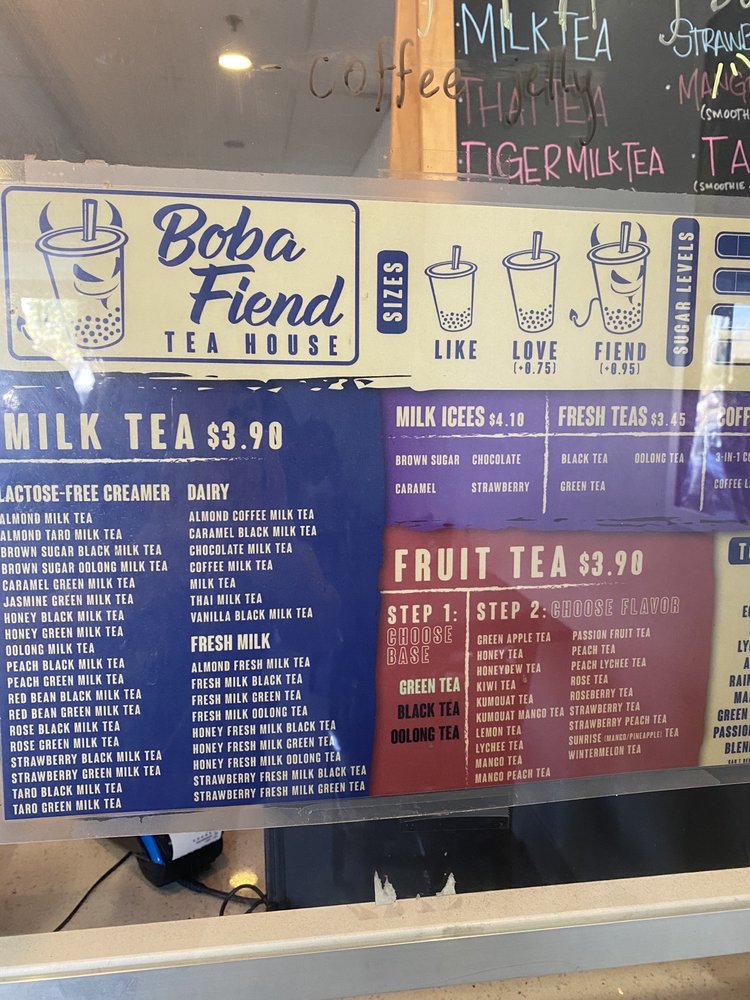 coffee jelly
• MILK TEA
• THAI TEA
• TIGER MILK TEA
(SMOOTH
(SMOOTHIE
Boba
Fiend
TEA HOUSE
SIZES
LIKE
LOVE
(+0.75)
FIEND
(+0.95)
SUGAR LEVELS
MILK TEA $3.90
LACTOSE-FREE CREAMER
ALMOND MILK TEA
ALMOND TARO MILK TEA
BROWN SUGAR BLACK MILK TEA
BROWN SUGAR OOLONG MILK TEA
CARAMEL GREEN MILK TEA
JASMINE GREEN MILK TEA
HONEY BLACK MILK TEA
HONEY GREEN MILK TEA
OOLONG MILK TEA
PEACH BLACK MILK TEA
PEACH GREEN MILK TEA
RED BEAN BLACK MILK TEA
RED BEAN GREEN MILK TEA
ROSE BLACK MILK TEA
ROSE GREEN MILK TEA
STRAWBERRY BLACK MILK TEA
STRAWBERRY GREEN MILK TEA
TARO BLACK MILK TEA
TARO GREEN MILK TEA
DAIRY
ALMOND COFFEE MILK TEA
CARAMEL BLACK MILK TEA
CHOCOLATE MILK TEA
COFFEE MILK TEA
MILK TEA
THAI MILK TEA
VANILLA BLACK MILK TEA
FRESH MILK
ALMOND FRESH MILK TEA
FRESH MILK BLACK TEA
FRESH MILK GREEN TEA
FRESH MILK OOLONG TEA
HONEY FRESH MILK BLACK TEA
HONEY FRESH MILK GREEN TEA
HONEY FRESH MILK OOLONG TEA
STRAWBERRY FRESH MILK BLACK TEA
STRAWBERRY FRESH MILK GREEN TEA
MILK ICEES $4.10
BROWN SUGAR CHOCOLATE
CARAMEL STRAWBERRY
FRESH TEAS $3.45
BLACK TEA OOLONG TEA
GREEN TEA
COFF
3-IN-1 C
COFFEE L
FRUIT TEA $3.90
STEP 1:
CHOOSE
BASE
GREEN TEA
BLACK TEA
OOLONG TEA
STEP 2: CHOOSE FLAVOR
GREEN APPLE TEA
HONEY TEA
HONEYDEW TEA
KIWI TEA
KUMQUAT TEA
KUMQUAT MANGO TEA
LEMON TEA
LYCHEE TEA
MANGO TEA
MANGO PEACH TEA
PASSION FRUIT TEA
PEACH TEA
PEACH LYCHEE TEA
ROSE TEA
ROSEBERRY TEA
STRAWBERRY TEA
STRAWBERRY PEACH TEA
SUNRISE (MANGO/PINEAPPLE) TEA
WINTERMELON TEA
LY
RAIN
MA
GREEN
PASSION
BLEN